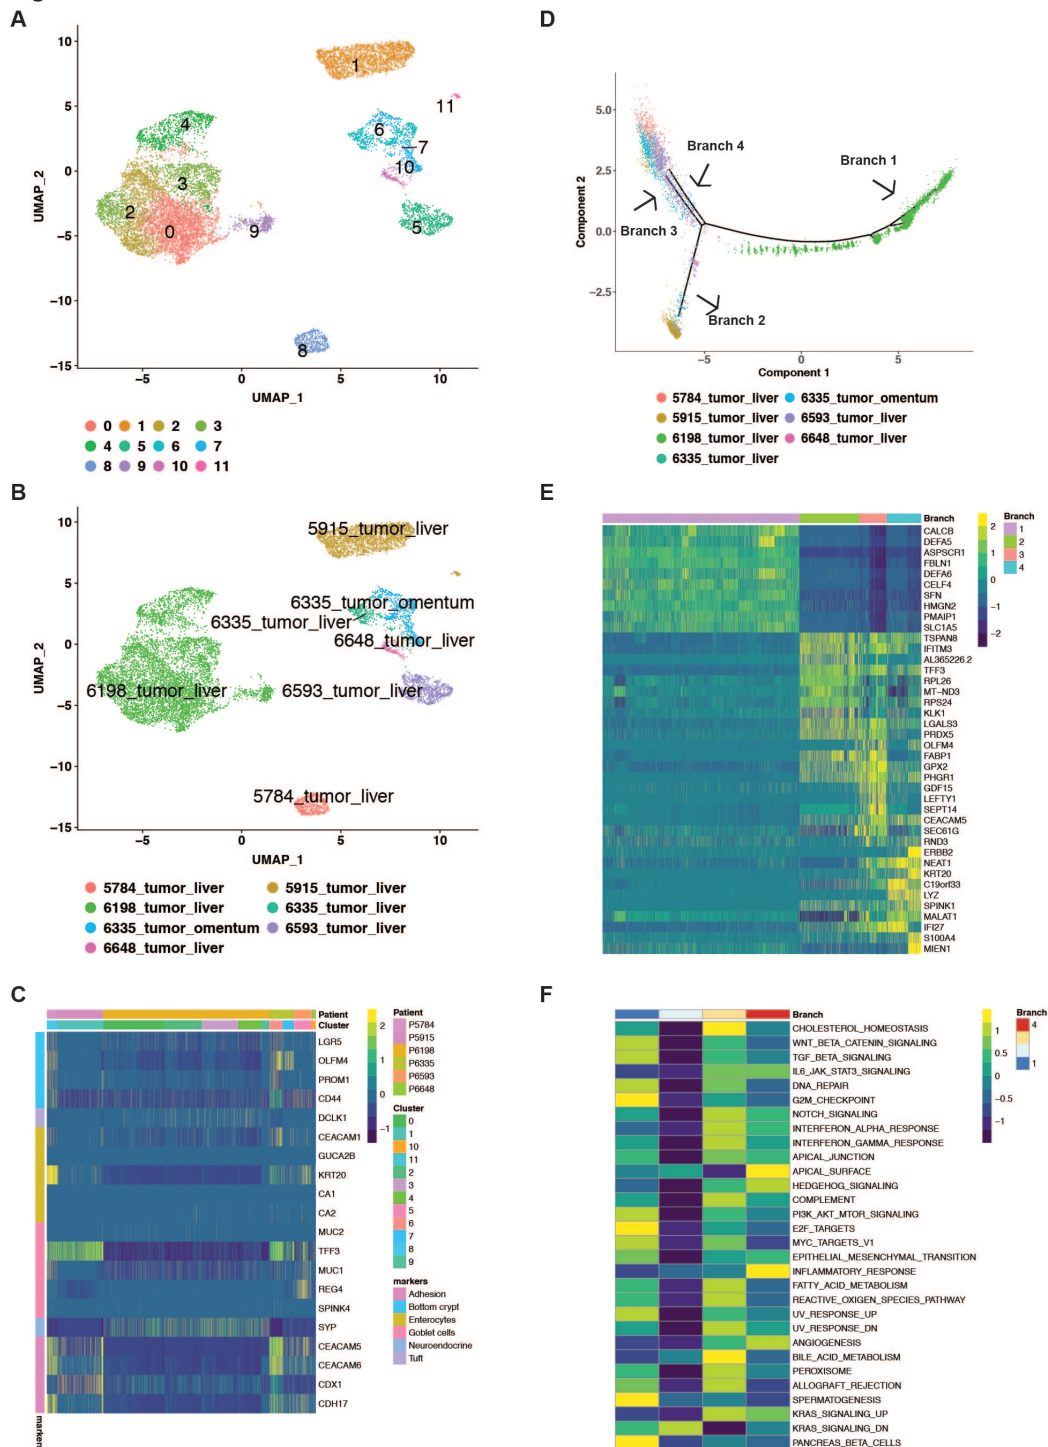 A
10
5
0
−5
−10
−15
UMAP_2
−5
0
5
10
UMAP_1
0
1
2
3
4
5
6
7
8
9
10
11
0 1 2 3
4 5 6 7
8 9 10 11
B
10
5
0
−5
−10
−15
UMAP_2
−5
0
5
10
UMAP_1
5915_tumor_liver
6335_tumor_omentum
6335_tumor_liver
6648_tumor_liver
6198_tumor_liver
6593_tumor_liver
5784_tumor_liver
5784_tumor_liver 5915_tumor_liver
6198_tumor_liver 6335_tumor_liver
6335_tumor_omentum 6593_tumor_liver
6648_tumor_liver
C
Patient
Cluster
LGR5
OLFM4
PROM1
CD44
DCLK1
CEACAM1
GUCA2B
KRT20
CA1
CA2
MUC2
TFF3
MUC1
REG4
SPINK4
SYP
CEACAM5
CEACAM6
CDX1
CDH17
2
1
0
−1
Patient
P5784
P5915
P6198
P6335
P6593
P6648
Cluster
0
1
10
11
2
3
4
5
6
7
8
9
markers
Adhesion
Bottom crypt
Enterocytes
Goblet cells
Neuroendocrine
Tuft
D
5.0
2.5
0.0
−2.5
Component 2
−5
0
5
Component 1
Branch 4
Branch 1
Branch 3
Branch 2
5784_tumor_liver 6335_tumor_omentum
5915_tumor_liver 6593_tumor_liver
6198_tumor_liver 6648_tumor_liver
6335_tumor_liver
E
Branch
CALCB
DEFA5
ASPSCR1
FBLN1
DEFA6
CELF4
SFN
HMGN2
PMAIP1
SLC1A5
TSPAN8
IFITM3
AL365226.2
TFF3
RPL26
MT−ND3
RPS24
KLK1
LGALS3
PRDX5
OLFM4
FABP1
GPX2
PHGR1
GDF15
LEFTY1
SEPT14
CEACAM5
SEC61G
RND3
ERBB2
NEAT1
KRT20
C19orf33
LYZ
SPINK1
MALAT1
IFI27
S100A4
MIEN1
2
1
0
−1
−2
Branch
1
2
3
4
F
Branch
CHOLESTEROL_HOMEOSTASIS
WNT_BETA_CATENIN_SIGNALING
TGF_BETA_SIGNALING
IL6_JAK_STAT3_SIGNALING
DNA_REPAIR
G2M_CHECKPOINT
NOTCH_SIGNALING
INTERFERON_ALPHA_RESPONSE
INTERFERON_GAMMA_RESPONSE
APICAL_JUNCTION
APICAL_SURFACE
HEDGEHOG_SIGNALING
COMPLEMENT
PI3K_AKT_MTOR_SIGNALING
E2F_TARGETS
MYC_TARGETS_V1
EPITHELIAL_MESENCHYMAL_TRANSITION
INFLAMMATORY_RESPONSE
FATTY_ACID_METABOLISM
REACTIVE_OXIGEN_SPECIES_PATHWAY
UV_RESPONSE_UP
UV_RESPONSE_DN
ANGIOGENESIS
BILE_ACID_METABOLISM
PEROXISOME
ALLOGRAFT_REJECTION
SPERMATOGENESIS
KRAS_SIGNALING_UP
KRAS_SIGNALING_DN
PANCREAS_BETA_CELLS
1
0.5
0
−0.5
−1
Branch
4
1